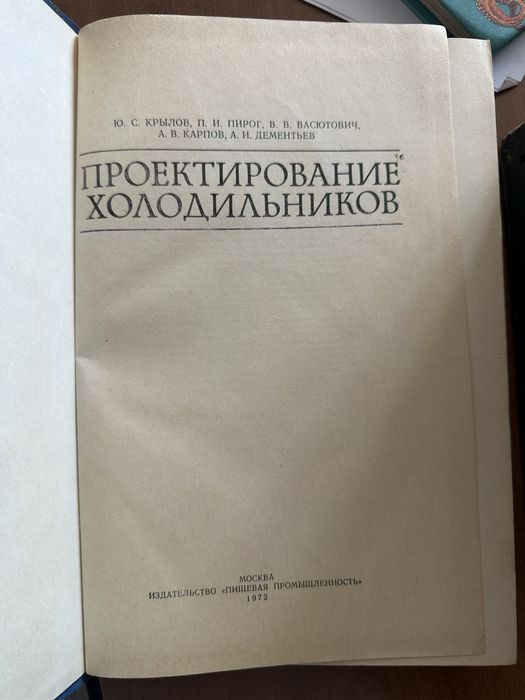 Ю. С. КРЫЛОВ, П. И. ПИРОГ, В. В. ВАСЮТОВИЧ,
А. В. КАРПОВ, А. И. ДЕМЕНТЬЕВ
ПРОЕКТИРОВАНИЕ
ХОЛОДИЛЬНИКОВ
МОСКВА
ИЗДАТЕЛЬСТВО «ПИЩЕВАЯ ПРОМЫШЛЕННОСТЬ»
1972